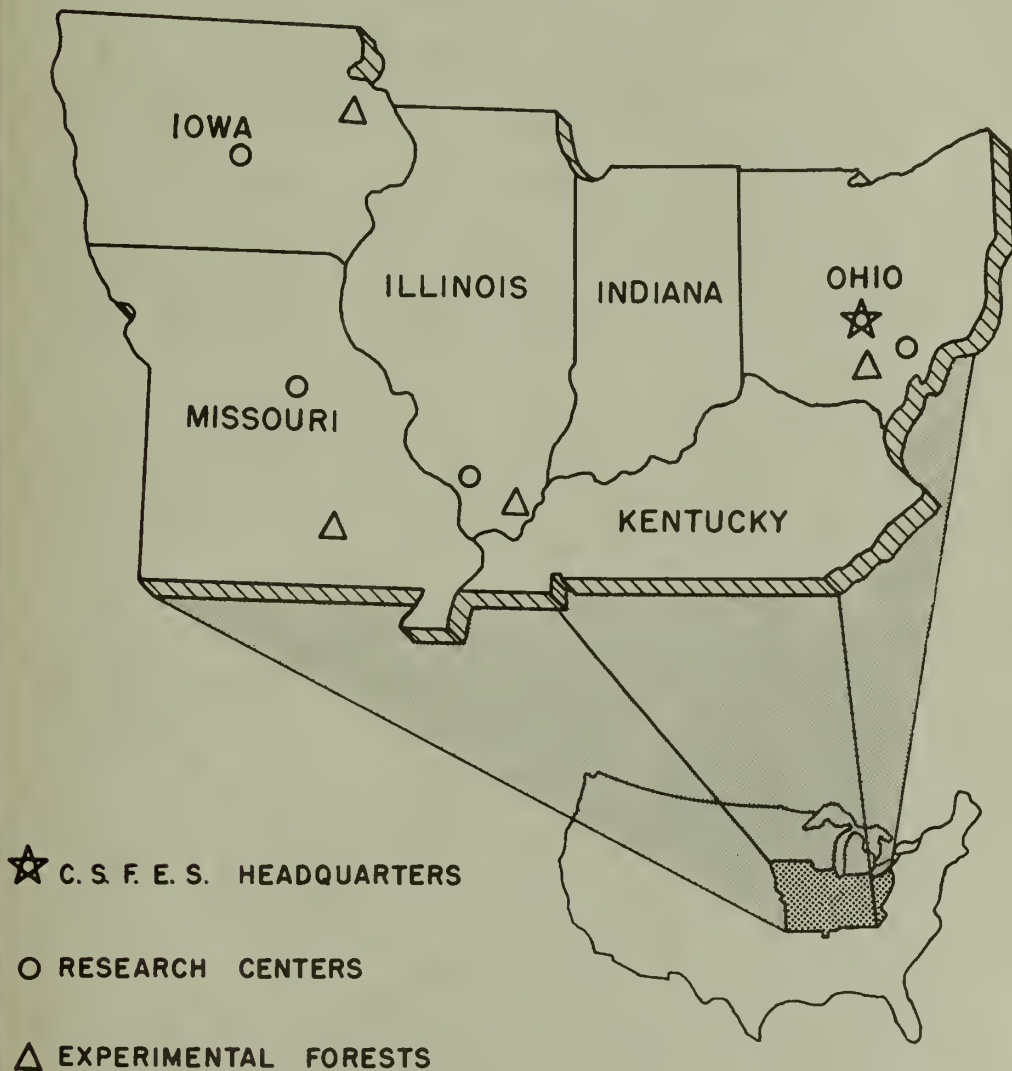 IOWA
ILLINOIS
INDIANA
OHIO
MISSOURI
KENTUCKY
C. S. F. E. S. HEADQUARTERS
RESEARCH CENTERS
EXPERIMENTAL FORESTS